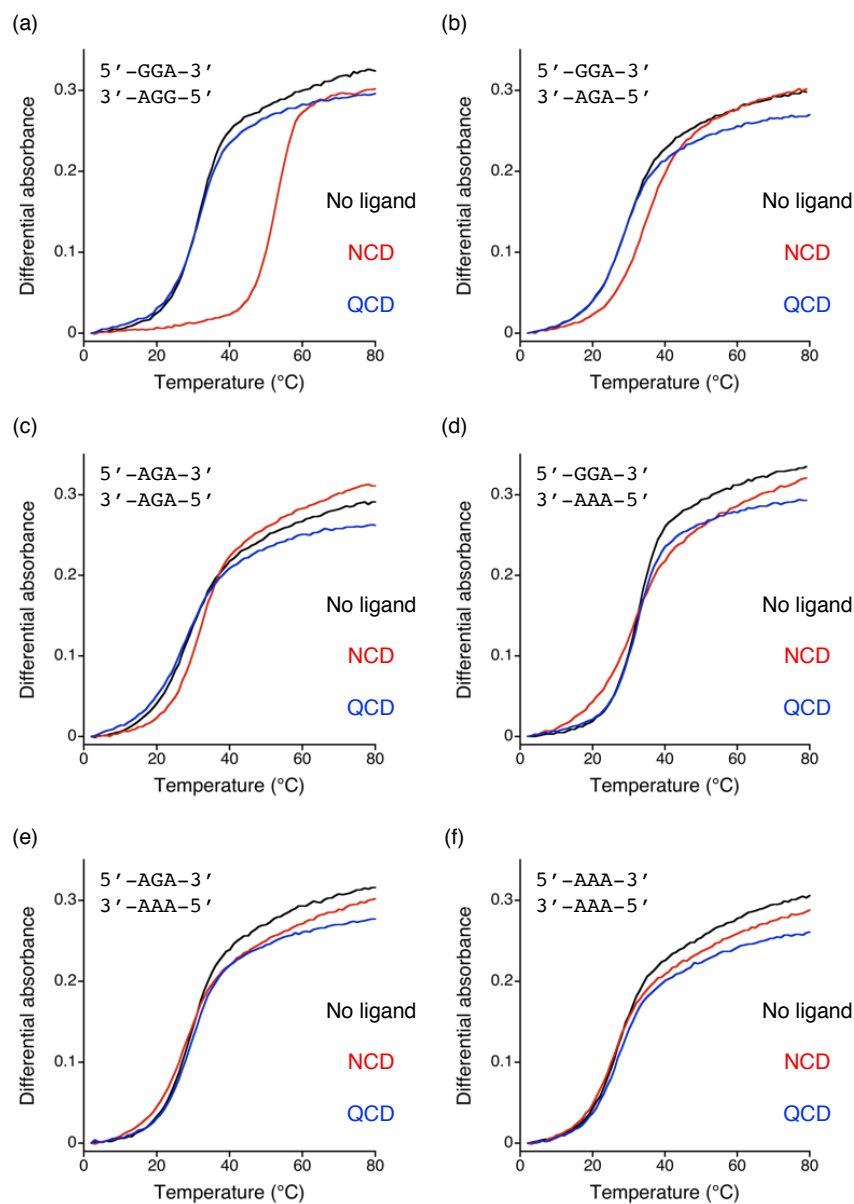 (a)
5′-GGA-3′
3′-AGG-5′
No ligand
NCD
QCD
Differential absorbance
0.3
0.2
0.1
0
0 20 40 60 80
Temperature (°C)
(b)
5′-GGA-3′
3′-AGA-5′
No ligand
NCD
QCD
Differential absorbance
0.3
0.2
0.1
0
0 20 40 60 80
Temperature (°C)
(c)
5′-AGA-3′
3′-AGA-5′
No ligand
NCD
QCD
Differential absorbance
0.3
0.2
0.1
0
0 20 40 60 80
Temperature (°C)
(d)
5′-GGA-3′
3′-AAA-5′
No ligand
NCD
QCD
Differential absorbance
0.3
0.2
0.1
0
0 20 40 60 80
Temperature (°C)
(e)
5′-AGA-3′
3′-AAA-5′
No ligand
NCD
QCD
Differential absorbance
0.3
0.2
0.1
0
0 20 40 60 80
Temperature (°C)
(f)
5′-AAA-3′
3′-AAA-5′
No ligand
NCD
QCD
Differential absorbance
0.3
0.2
0.1
0
0 20 40 60 80
Temperature (°C)